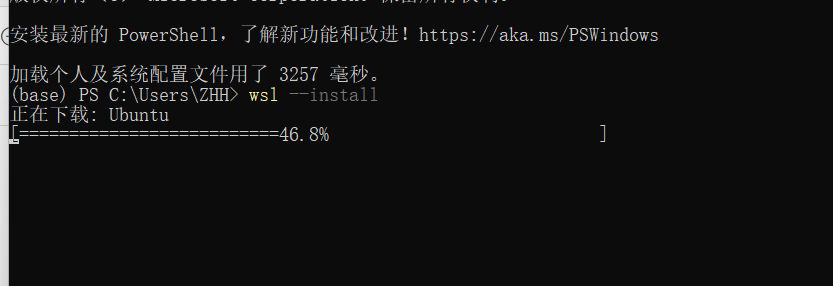 安装最新的 PowerShell，了解新功能和改进！https://aka.ms/PSWindows
加载个人及系统配置文件用了 3257 毫秒。
(base) PS C:\Users\ZHH> wsl --install
正在下载: Ubuntu
[==========================46.8%                           ]